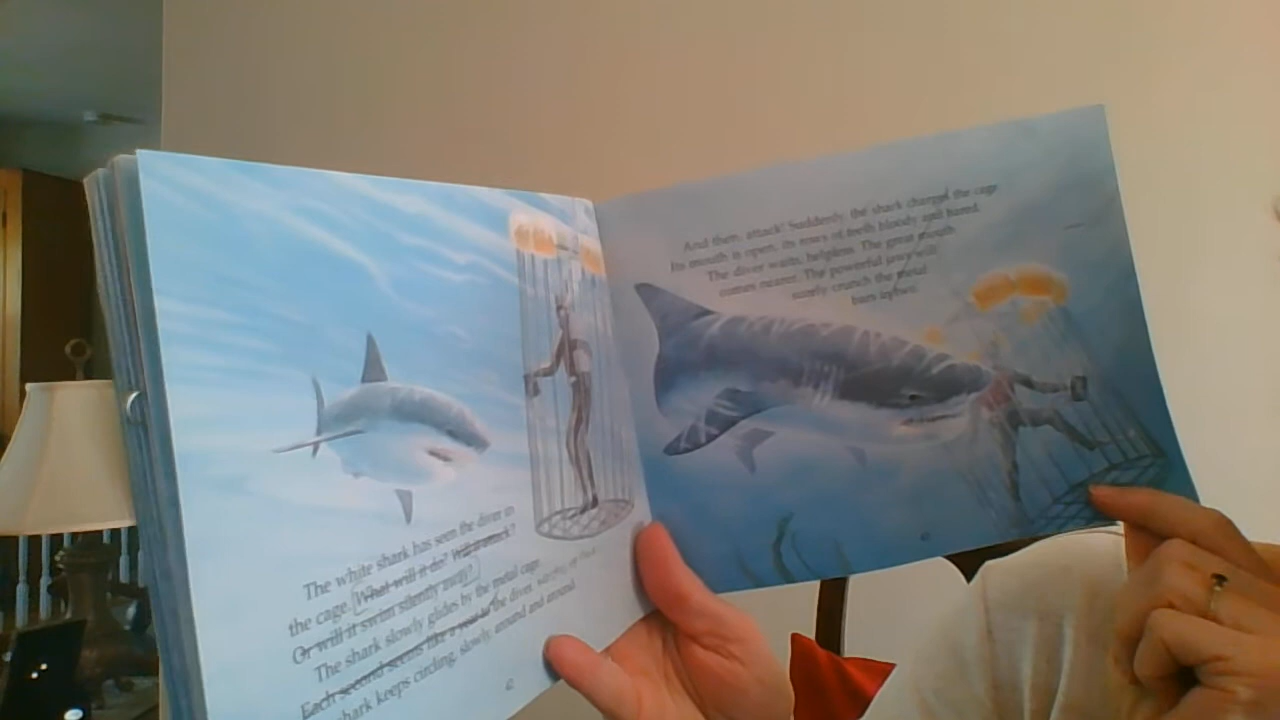 The white shark has seen the diver in
the cage. What will it do? Will it attack?
Or will it swim silently away?
The shark slowly glides by the metal cage.
Each second seems like a year to the diver
shark keeps circling, slowly, around and around.
42
And then, attack! Suddenly, the shark charges the cage
Its mouth is open, its rows of teeth bloody and bared.
The diver waits, helpless. The great mouth
comes nearer. The powerful jaws will
surely crunch the metal
bars